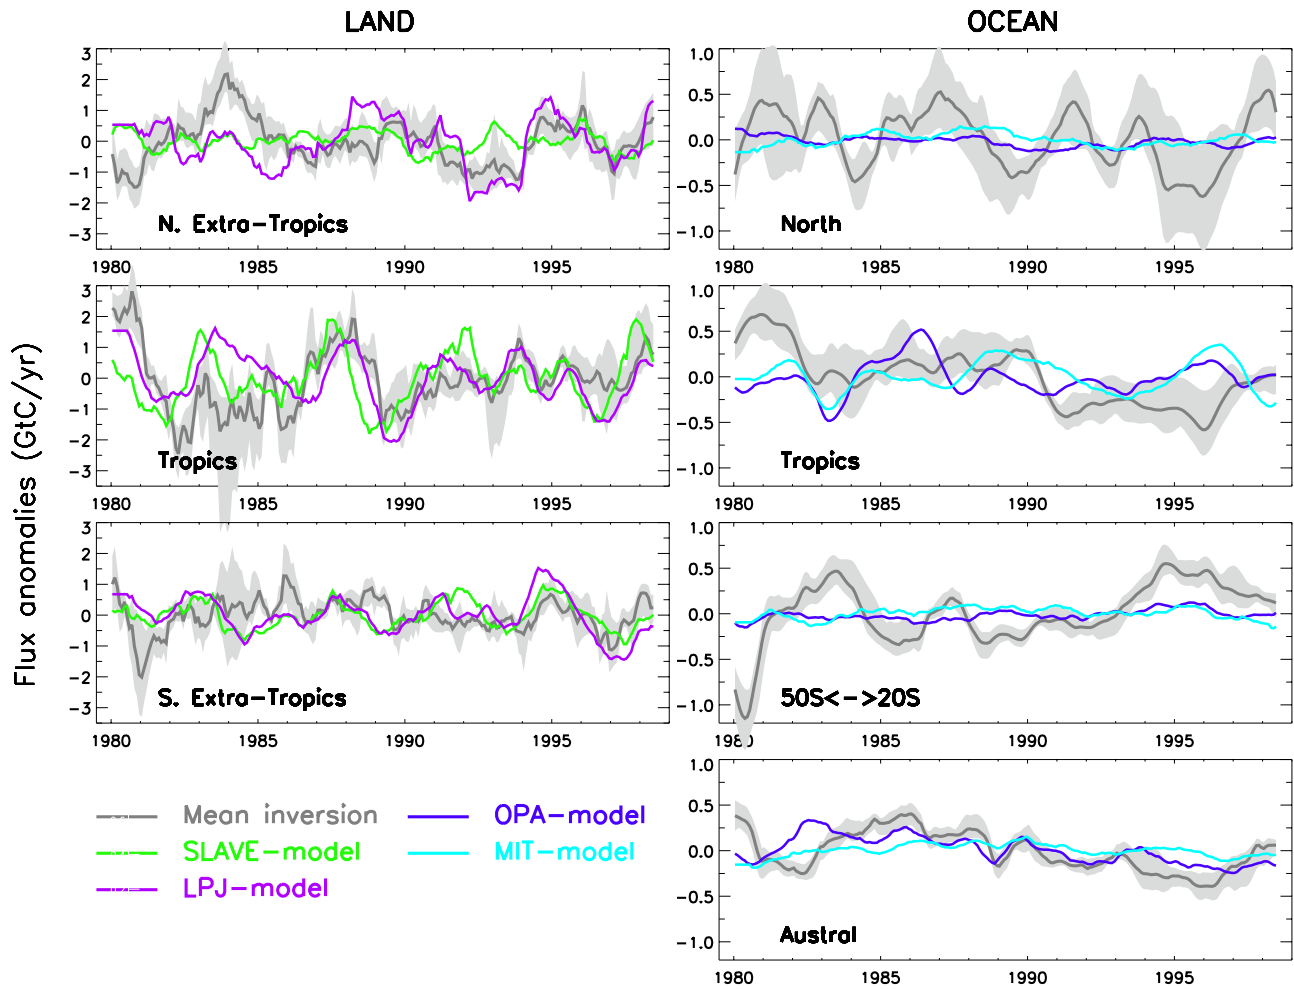 LAND
OCEAN
Flux anomalies (GtC/yr)
3
2
1
0
-1
-2
-3
N. Extra-Tropics
1980 1985 1990 1995
1.0
0.5
0.0
-0.5
-1.0
North
1980 1985 1990 1995
3
2
1
0
-1
-2
-3
Tropics
1980 1985 1990 1995
1.0
0.5
0.0
-0.5
-1.0
Tropics
1980 1985 1990 1995
3
2
1
0
-1
-2
-3
S. Extra-Tropics
1980 1985 1990 1995
1.0
0.5
0.0
-0.5
-1.0
50S<->20S
1980 1985 1990 1995
Mean inversion
SLAVE-model
LPJ-model
OPA-model
MIT-model
1.0
0.5
0.0
-0.5
-1.0
Austral
1980 1985 1990 1995